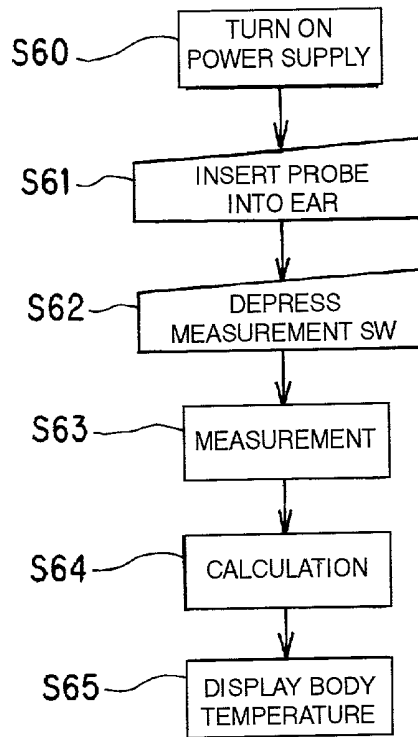 S60
TURN ON
POWER SUPPLY
S61
INSERT PROBE
INTO EAR
S62
DEPRESS
MEASUREMENT SW
S63
MEASUREMENT
S64
CALCULATION
S65
DISPLAY BODY
TEMPERATURE